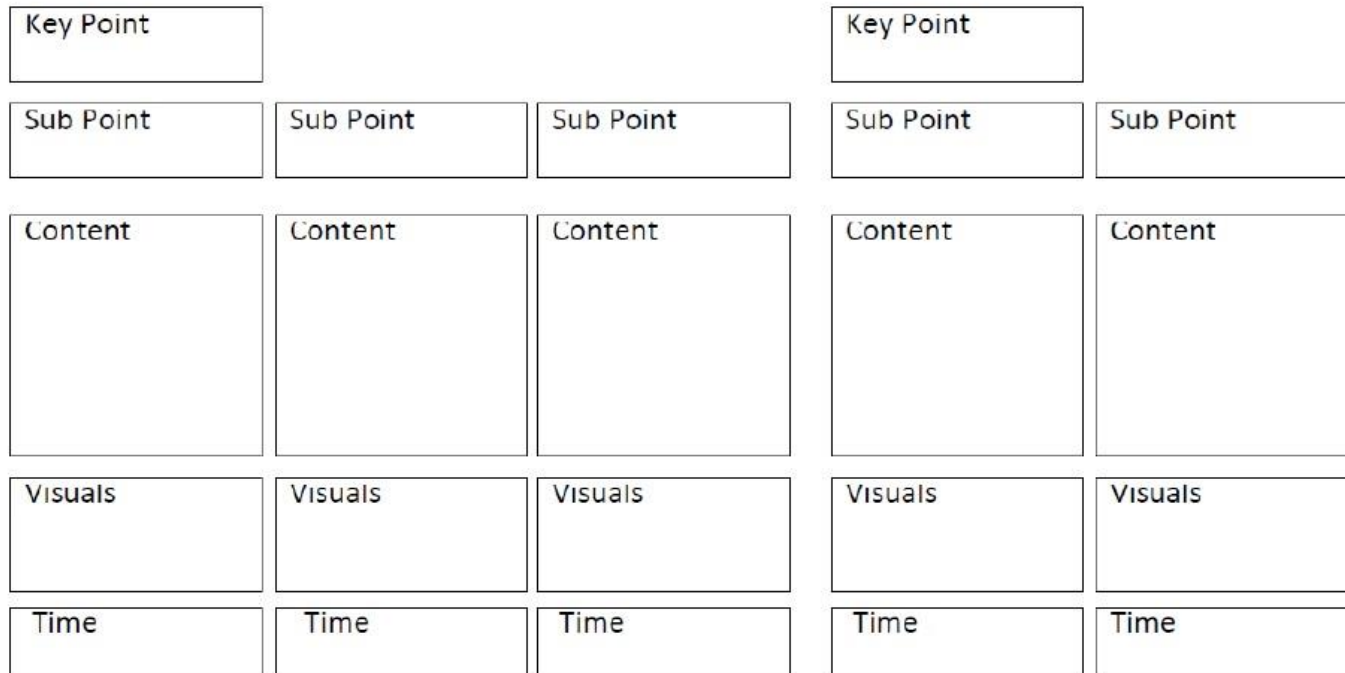 Key Point Key Point
Sub Point Sub Point Sub Point Sub Point Sub Point
Content Content Content Content Content
Visuals Visuals Visuals Visuals Visuals
Time Time Time Time Time